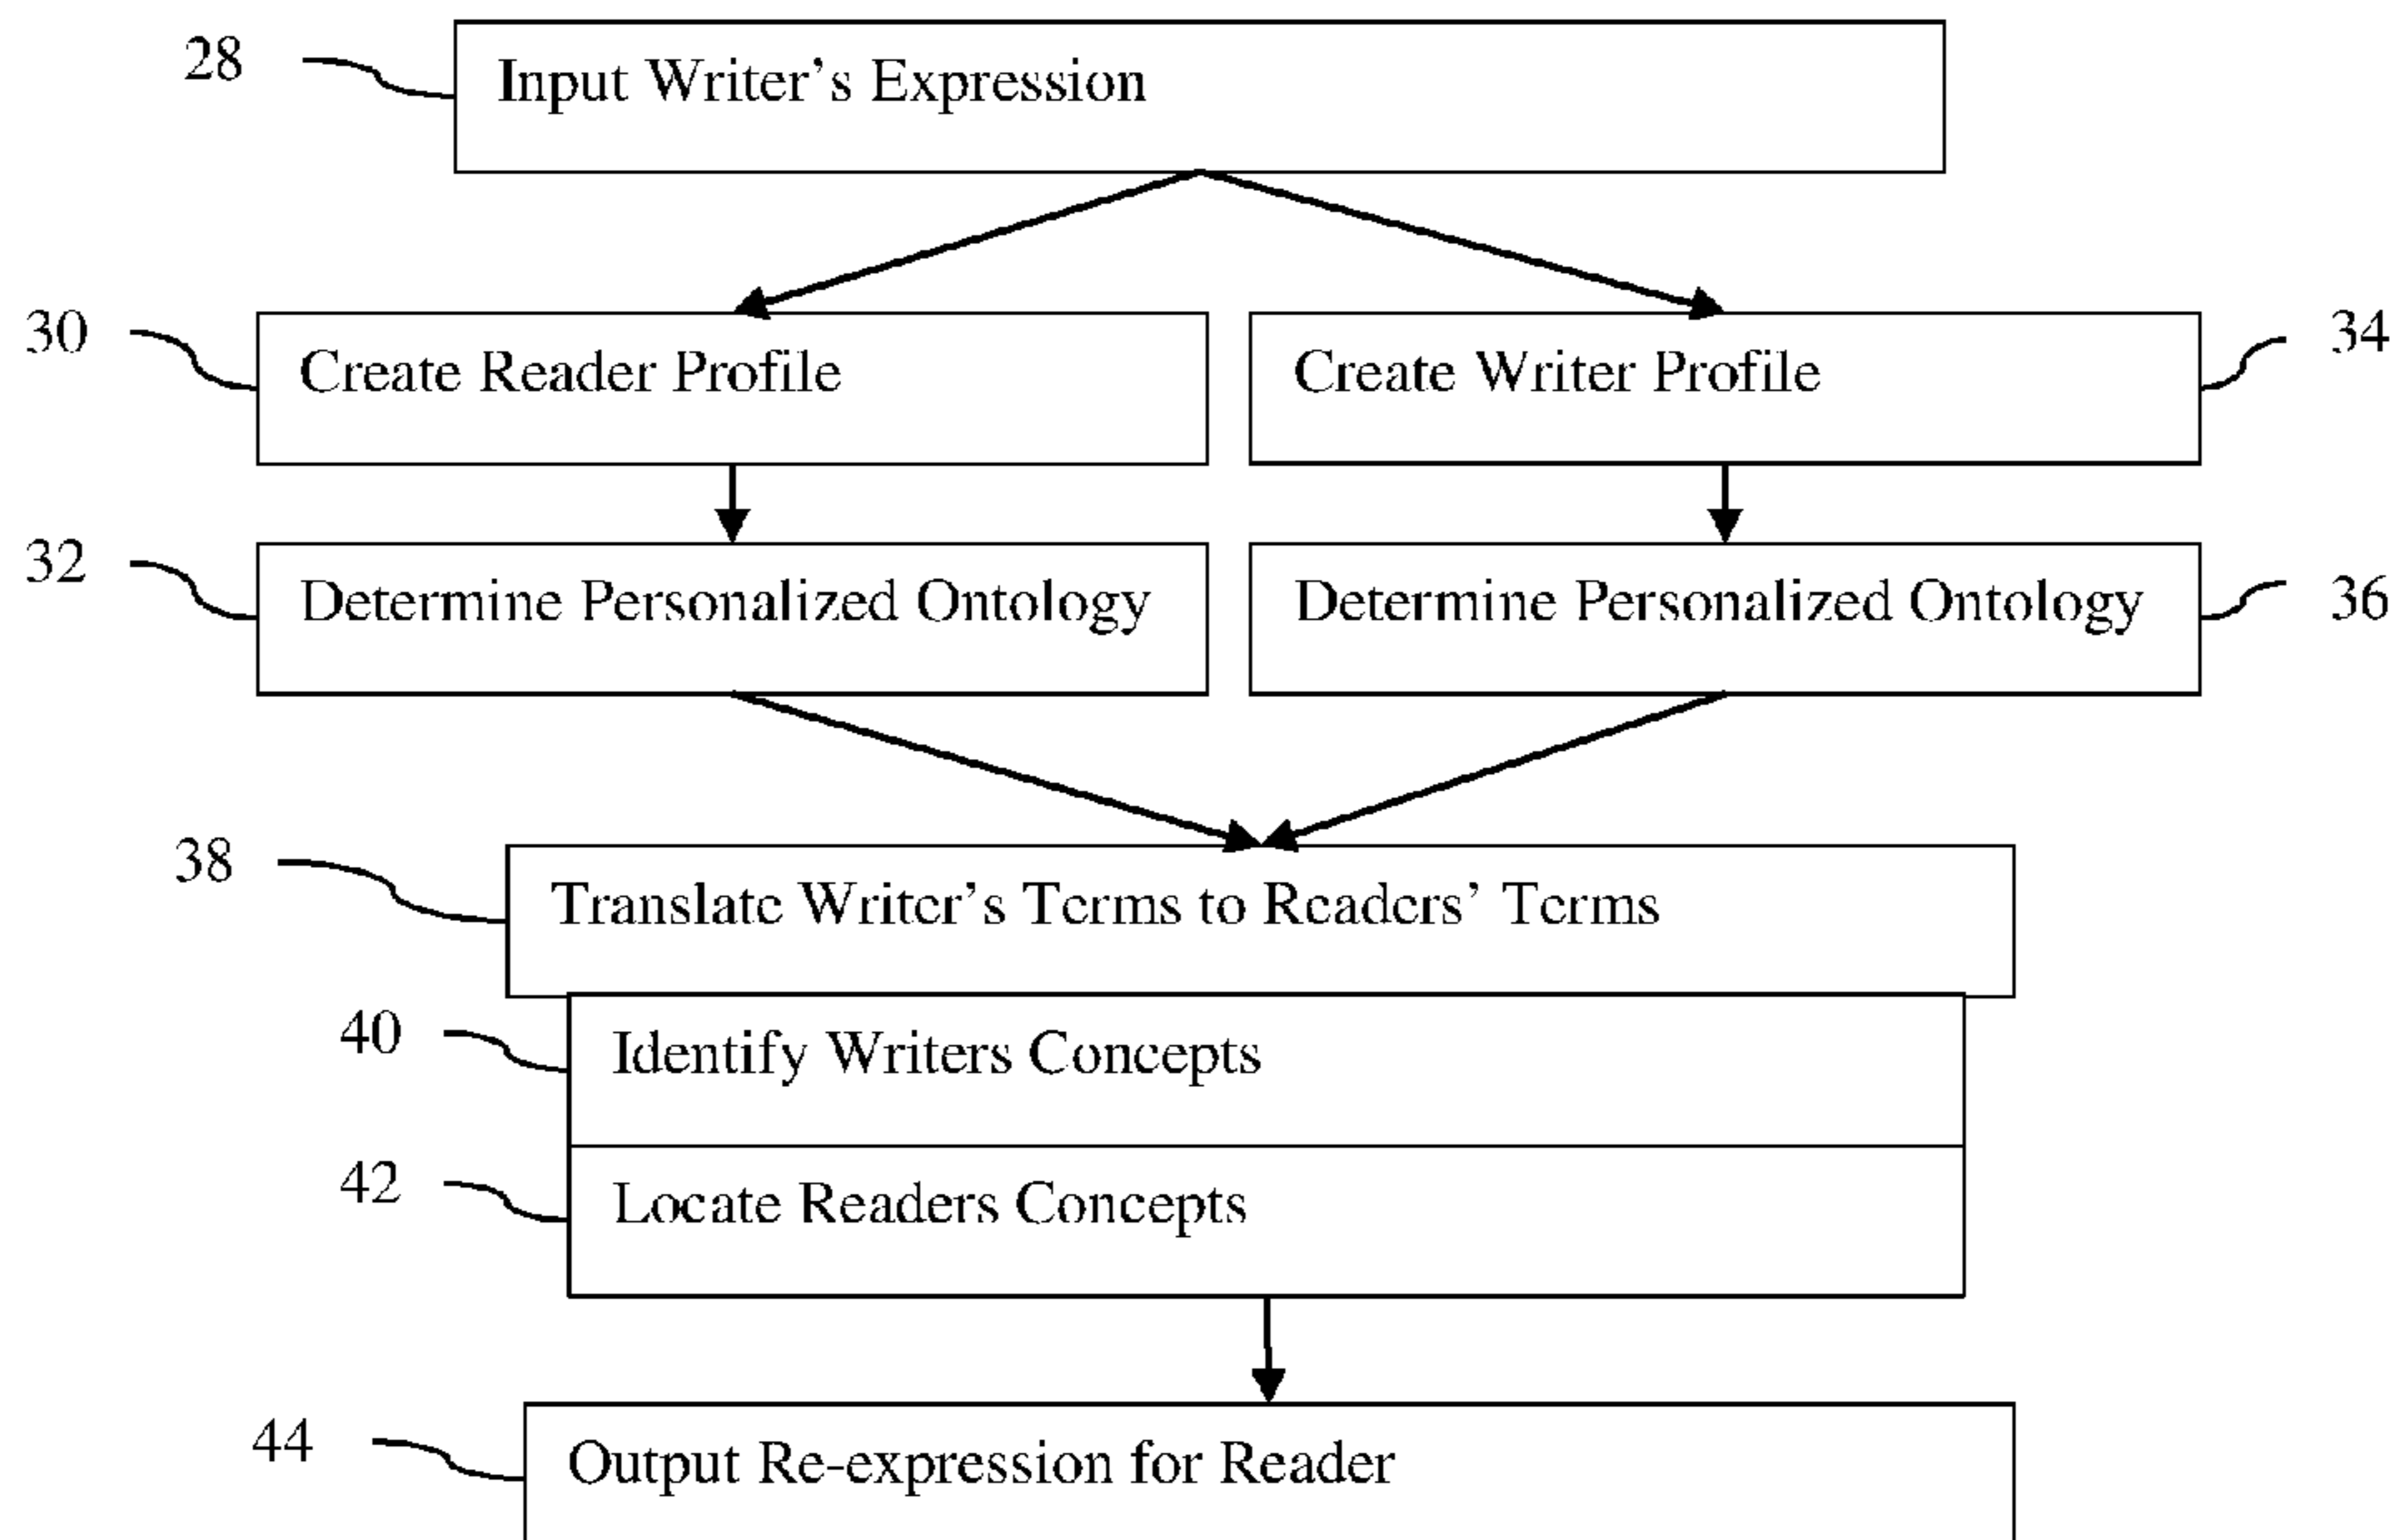 28
Input Writer's Expression
30
Create Reader Profile
Create Writer Profile
34
32
Determine Personalized Ontology
Determine Personalized Ontology
36
38
Translate Writer's Terms to Readers' Terms
40
Identify Writers Concepts
42
Locate Readers Concepts
44
Output Re-expression for Reader